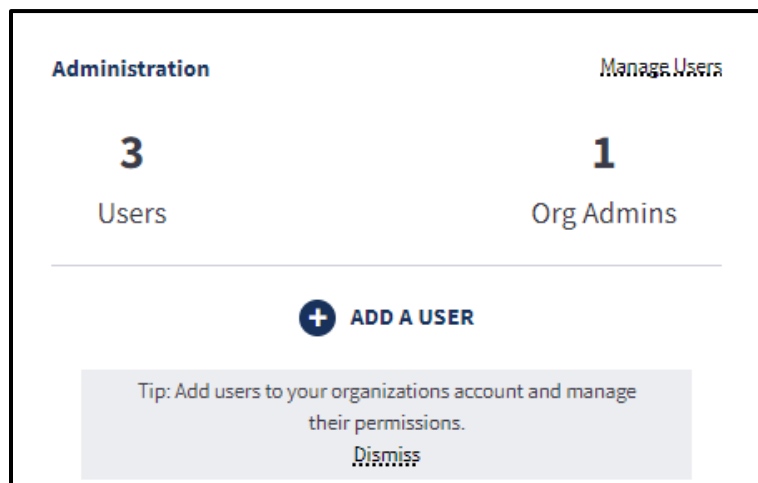 Administration
Manage Users
3
1
Users
Org Admins
ADD A USER
Tip: Add users to your organizations account and manage
their permissions.
Dismiss